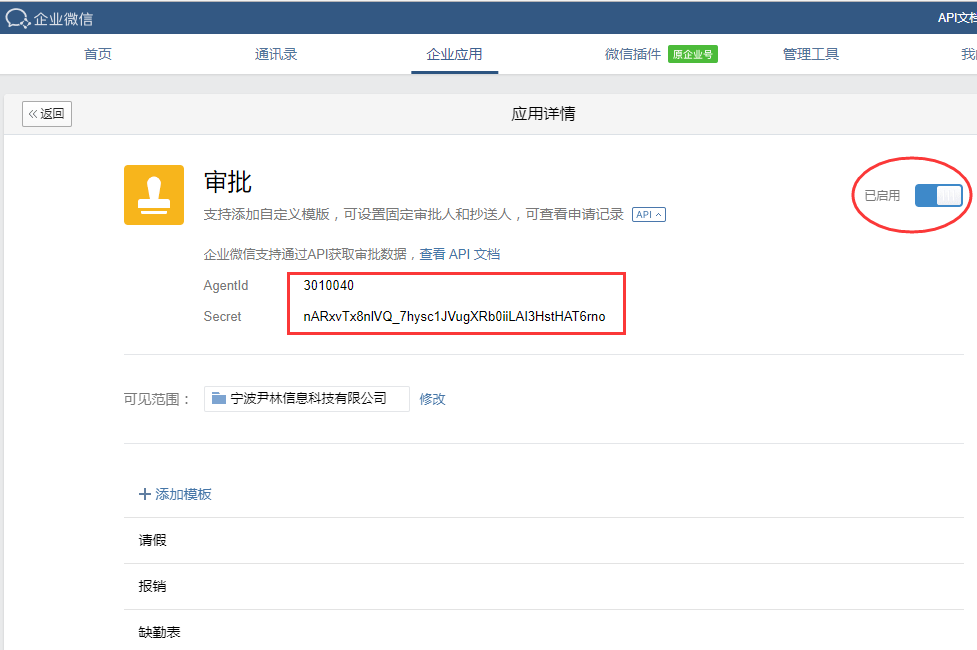 企业微信
API文档
首页 通讯录 企业应用 微信插件 原企业号 管理工具
«返回 应用详情
审批
已启用
支持添加自定义模版，可设置固定审批人和抄送人，可查看申请记录 API
企业微信支持通过API获取审批数据，查看 API 文档
AgentId 3010040
Secret nARxvTx8nlVQ_7hysc1JVugXRb0iiLAI3HstHAT6rno
可见范围： 宁波尹林信息科技有限公司 修改
+ 添加模板
请假
报销
缺勤表